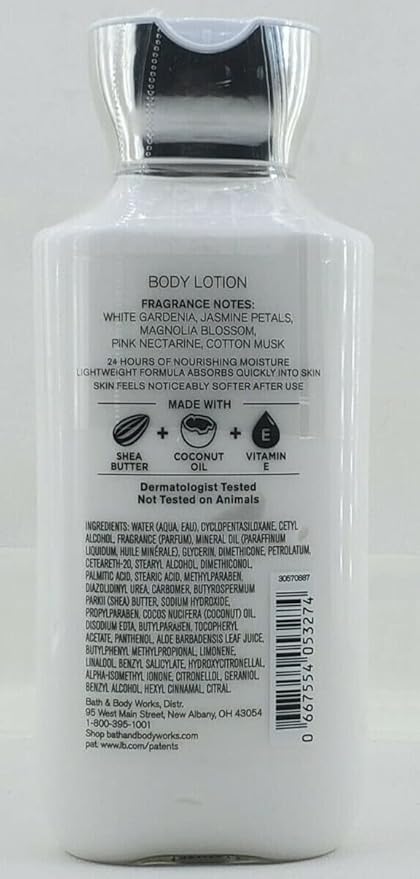 BODY LOTION
FRAGRANCE NOTES:
WHITE GARDENIA, JASMINE PETALS,
MAGNOLIA BLOSSOM,
PINK NECTARINE, COTTON MUSK
24 HOURS OF NOURISHING MOISTURE
LIGHTWEIGHT FORMULA ABSORBS QUICKLY INTO SKIN
SKIN FEELS NOTICEABLY SOFTER AFTER USE
MADE WITH
+ + E
SHEA BUTTER COCONUT OIL VITAMIN E
Dermatologist Tested
Not Tested on Animals
INGREDIENTS: WATER (AQUA, EAU), CYCLOPENTASILOXANE, CETYL
ALCOHOL, FRAGRANCE (PARFUM), MINERAL OIL (PARAFFINUM
LIQUIDUM, HUILE MINÉRALE), GLYCERIN, DIMETHICONE, PETROLATUM,
CETEARETH-20, STEARYL ALCOHOL, DIMETHICONOL,
PALMITIC ACID, STEARIC ACID, METHYLPARABEN,
DIAZOLIDINYL UREA, CARBOMER, BUTYROSPERMUM
PARKII (SHEA) BUTTER, SODIUM HYDROXIDE,
PROPYLPARABEN, COCOS NUCIFERA (COCONUT) OIL,
DISODIUM EDTA, BUTYLPARABEN, TOCOPHERYL
ACETATE, PANTHENOL, ALOE BARBADENSIS LEAF JUICE,
BUTYLPHENYL METHYLPROPIONAL, LIMONENE,
LINALOOL, BENZYL SALICYLATE, HYDROXYCITRONELLAL,
ALPHA-ISOMETHYL IONONE, CITRONELLOL, GERANIOL,
BENZYL ALCOHOL, HEXYL CINNAMAL, CITRAL.
30570887
0 667554 053274
Bath & Body Works, Distr.
95 West Main Street, New Albany, OH 43054
1-800-395-1001
Shop bathandbodyworks.com
pat. www.lb.com/patents